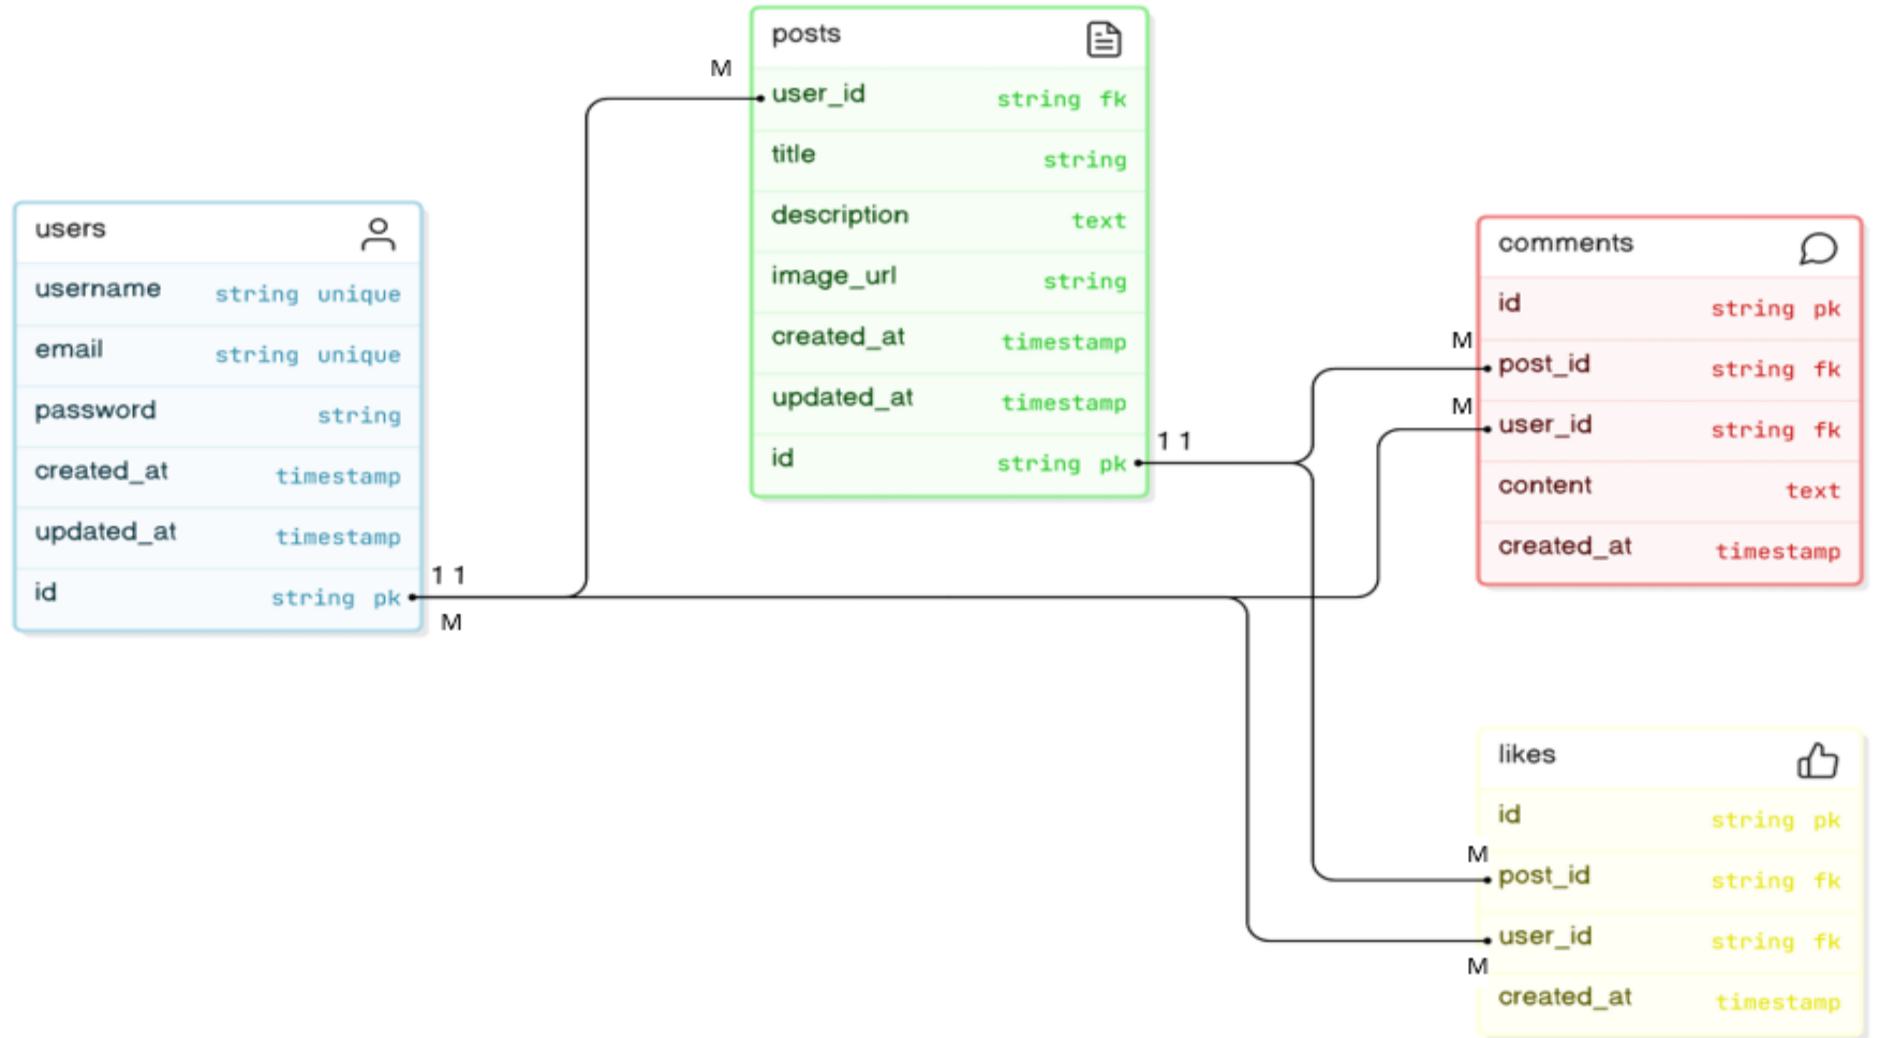 posts
M
user_id string fk
title string
description text
image_url string
created_at timestamp
updated_at timestamp
id string pk
1 1
users
username string unique
email string unique
password string
created_at timestamp
updated_at timestamp
id string pk
1 1
M
comments
id string pk
M
post_id string fk
M
user_id string fk
content text
created_at timestamp
likes
id string pk
M
post_id string fk
user_id string fk
M
created_at timestamp